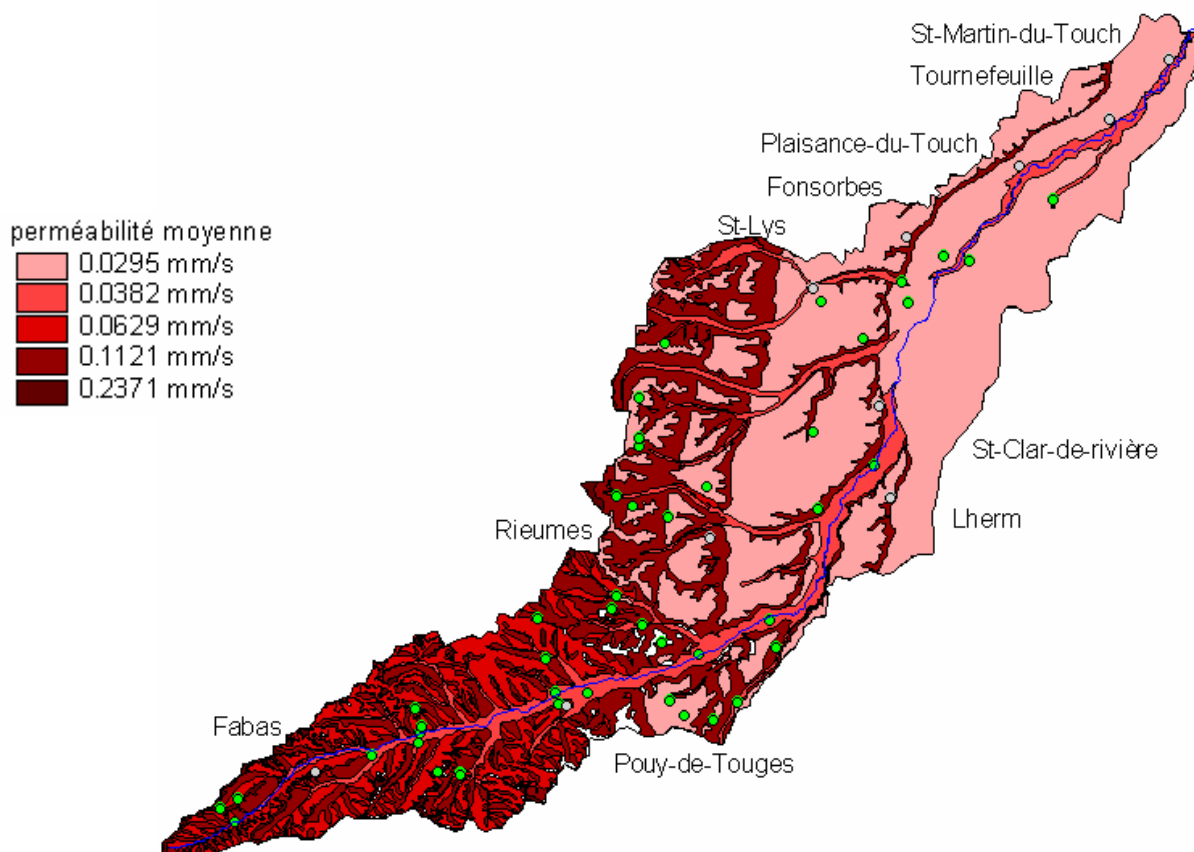 St-Martin-du-Touch
Tournefeuille
Plaisance-du-Touch
Fonsorbes
St-Lys
perméabilité moyenne
0.0295 mm/s
0.0382 mm/s
0.0629 mm/s
0.1121 mm/s
0.2371 mm/s
St-Clar-de-rivière
Lherm
Rieumes
Fabas
Pouy-de-Touges